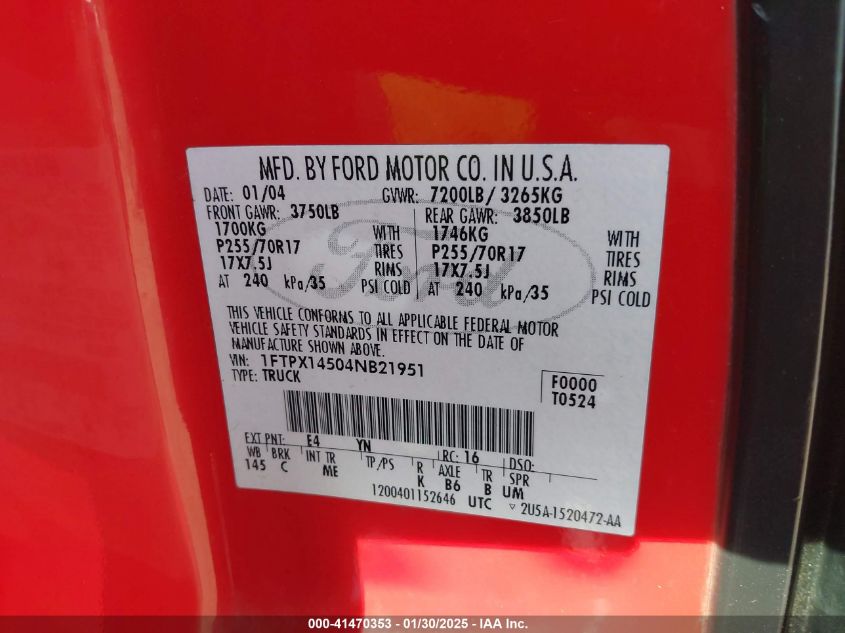 MFD. BY FORD MOTOR CO. IN U.S.A.
DATE: 01/04 GVWR: 7200LB/ 3265KG
FRONT GAWR: 3750LB REAR GAWR: 3850LB
1700KG WITH 1746KG WITH
P255/70R17 TIRES P255/70R17 TIRES
17X7.5J RIMS 17X7.5J RIMS
AT 240 kPa/35 PSI COLD AT 240 kPa/35 PSI COLD
Ford
THIS VEHICLE CONFORMS TO ALL APPLICABLE FEDERAL MOTOR
VEHICLE SAFETY STANDARDS IN EFFECT ON THE DATE OF
MANUFACTURE SHOWN ABOVE.
VIN: 1FTPX14504NB21951
TYPE: TRUCK
F0000
T0524
EXT PNT: E4 YN RC: 16 DSO:
WB BRK INT TR TP/PS R AXLE TR SPR
145 C ME K B6 B UM
1200401152646 UTC ▽ 2U5A-1520472-AA
000-41470353 - 01/30/2025 - IAA Inc.